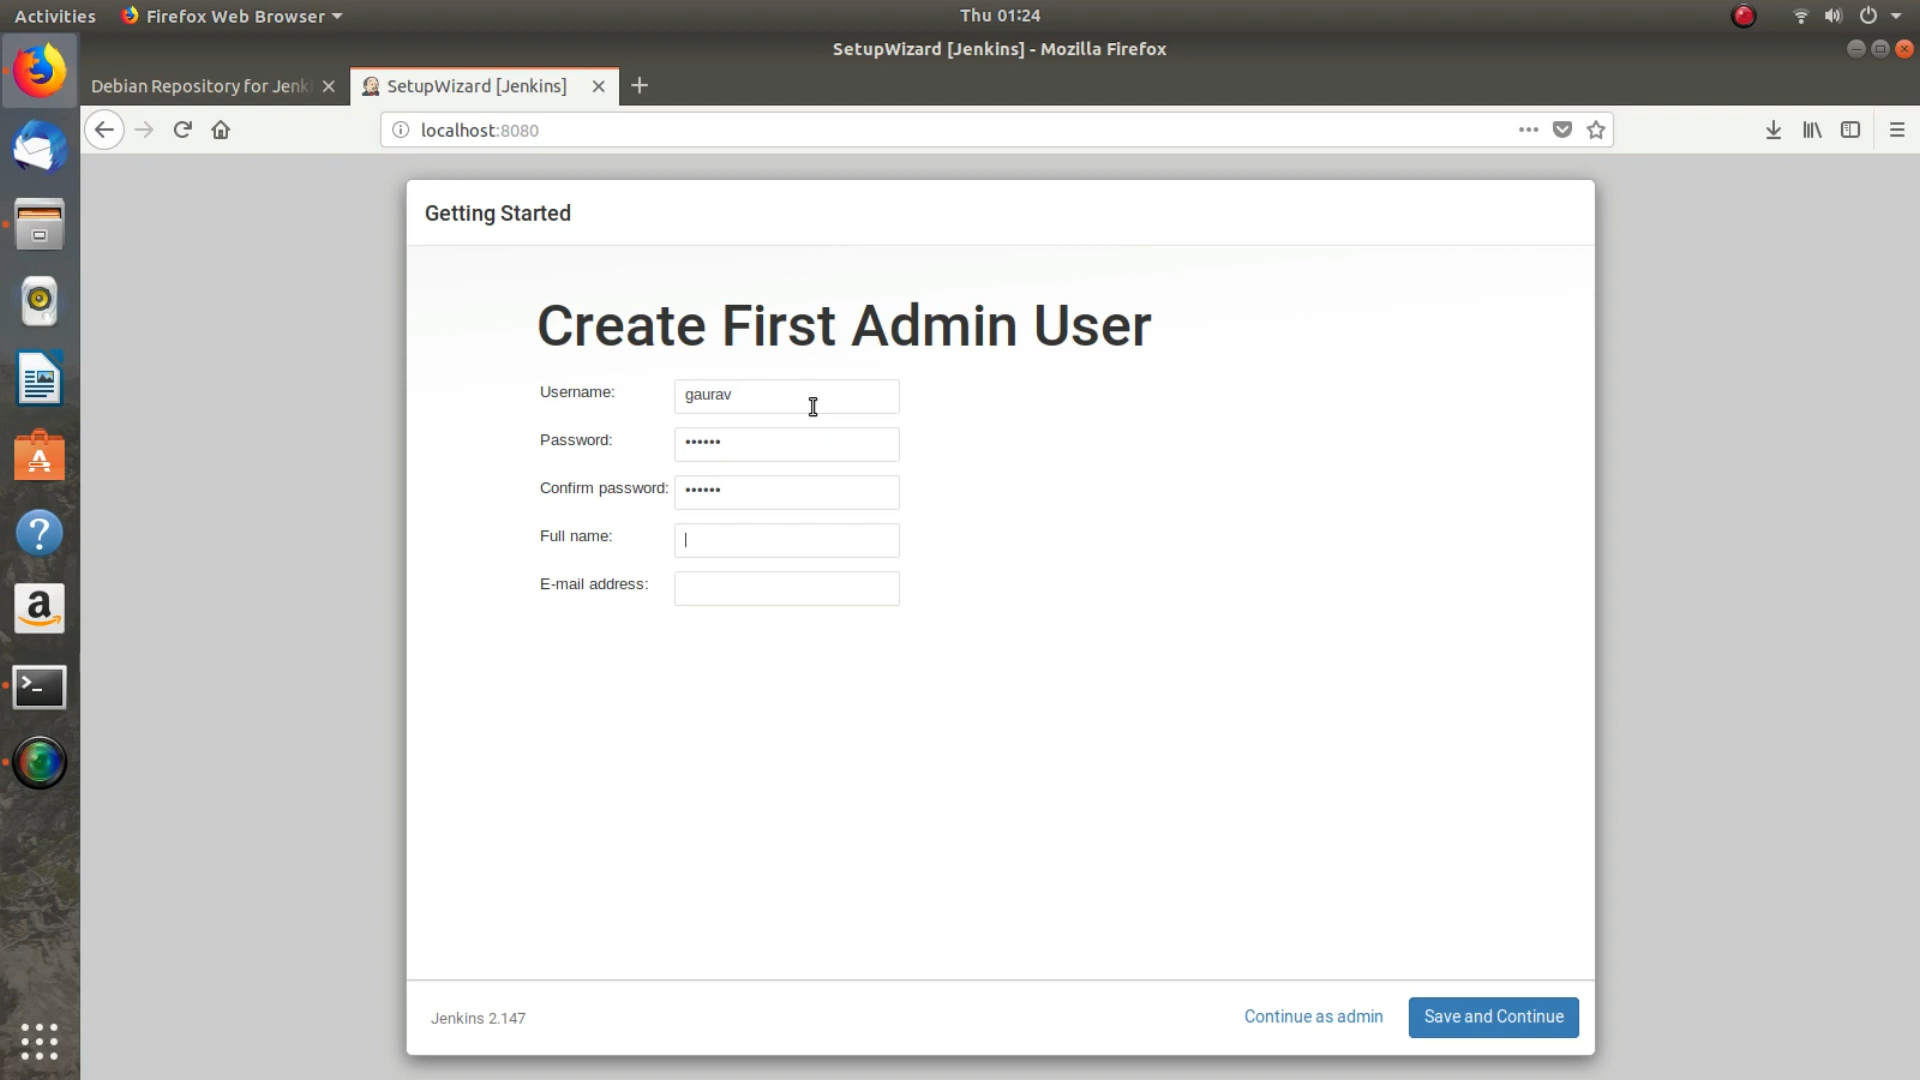 Activities Firefox Web Browser Thu 01:24
SetupWizard [Jenkins] - Mozilla Firefox
Debian Repository for Jenki SetupWizard [Jenkins]
localhost:8080
Getting Started
Create First Admin User
Username: gaurav
Password: ••••••
Confirm password: ••••••
Full name:
E-mail address:
Jenkins 2.147 Continue as admin Save and Continue